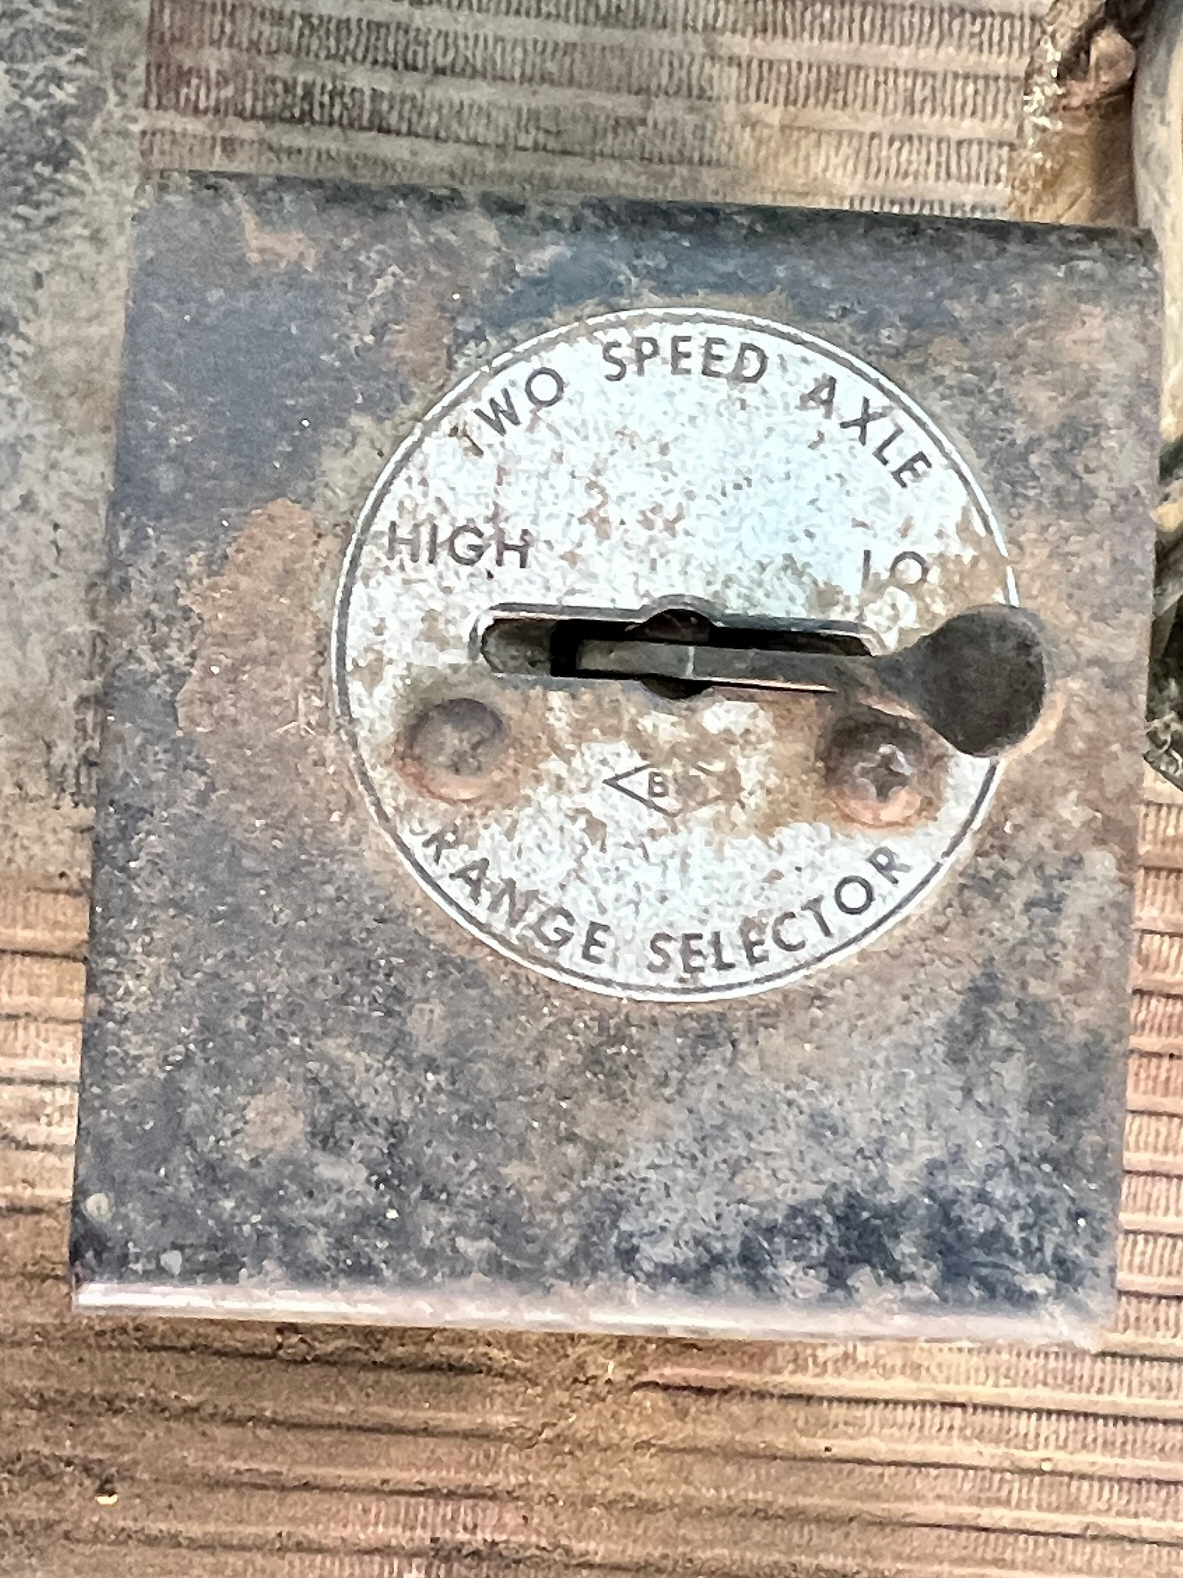 TWO SPEED AXLE
HIGH LO
B
RANGE SELECTOR